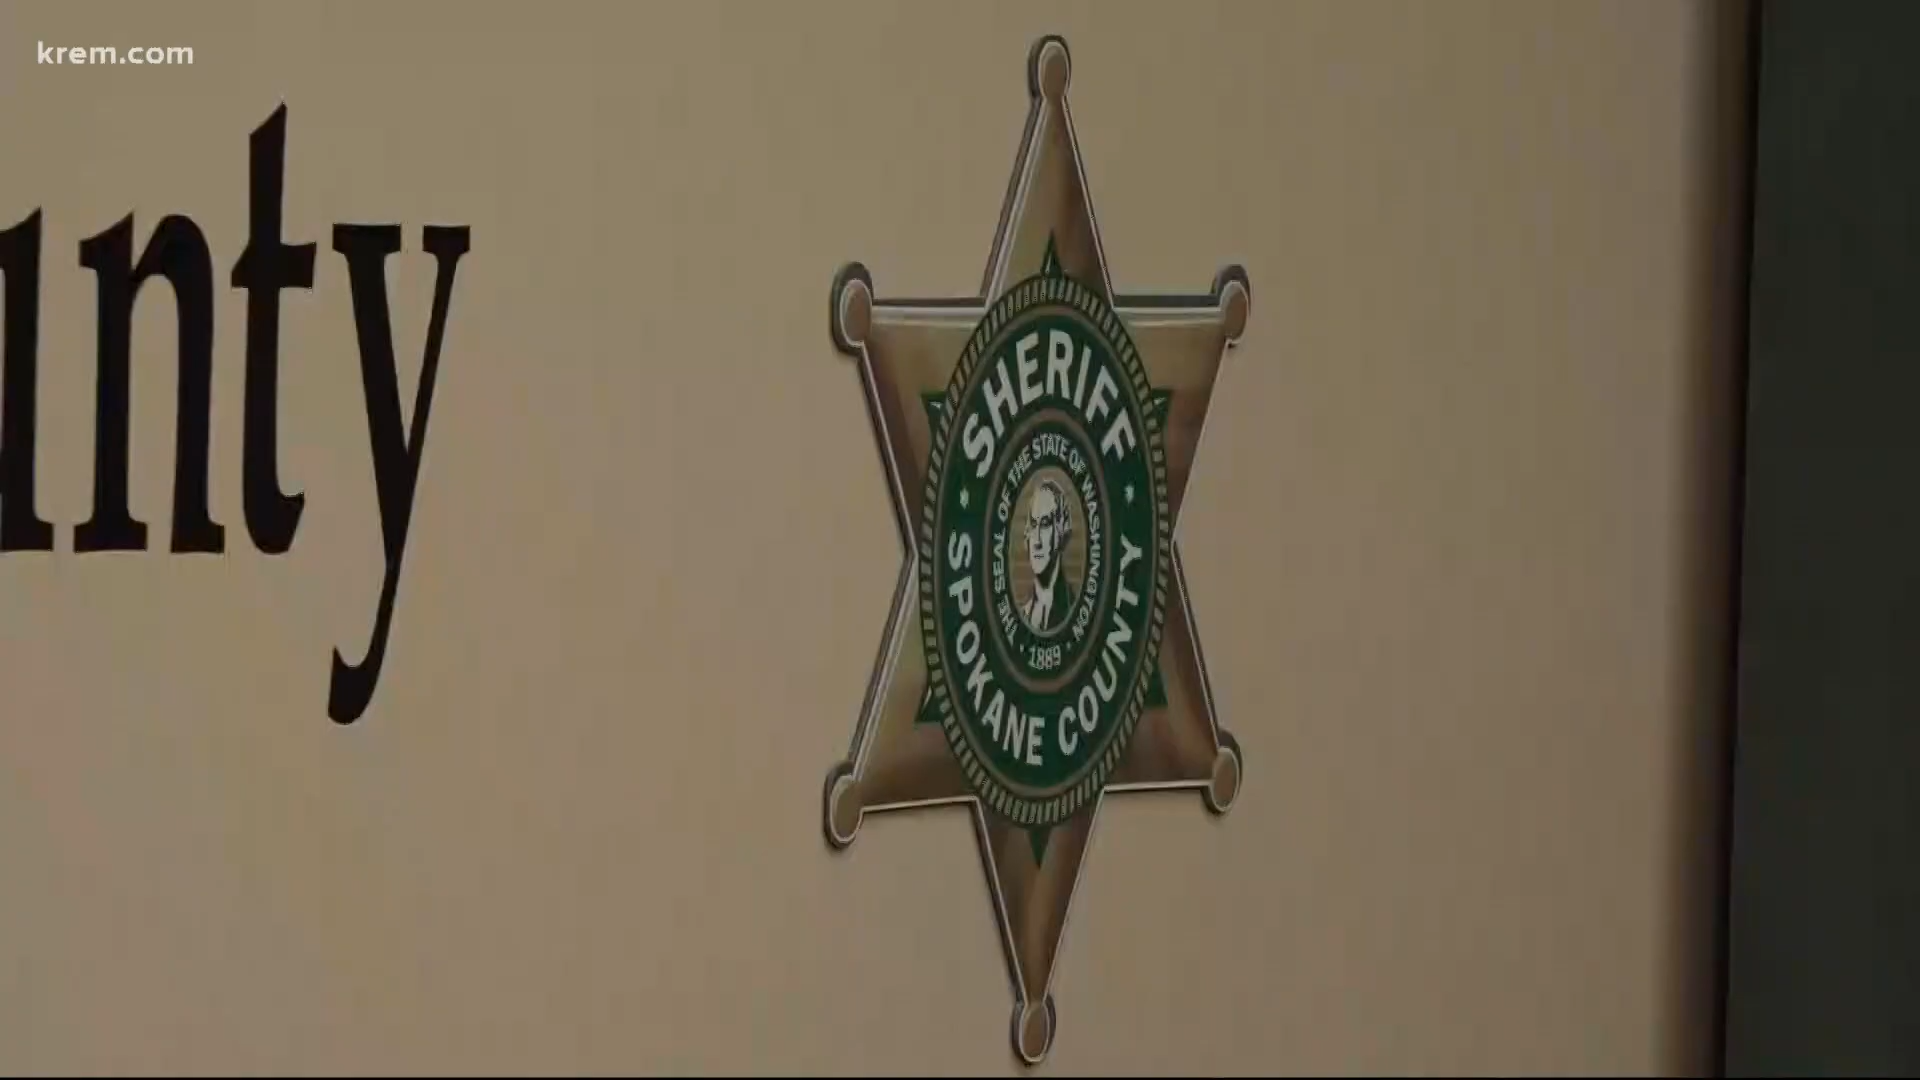 krem.com
unty
SHERIFF
THE SEAL OF THE STATE OF WASHINGTON
1889
SPOKANE COUNTY